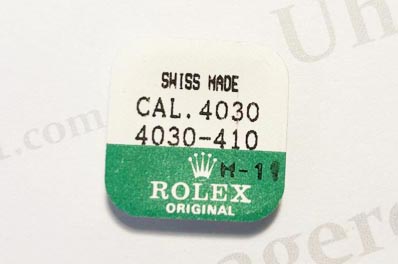 SWISS MADE
CAL. 4030
4030-410
ROLEX
ORIGINAL